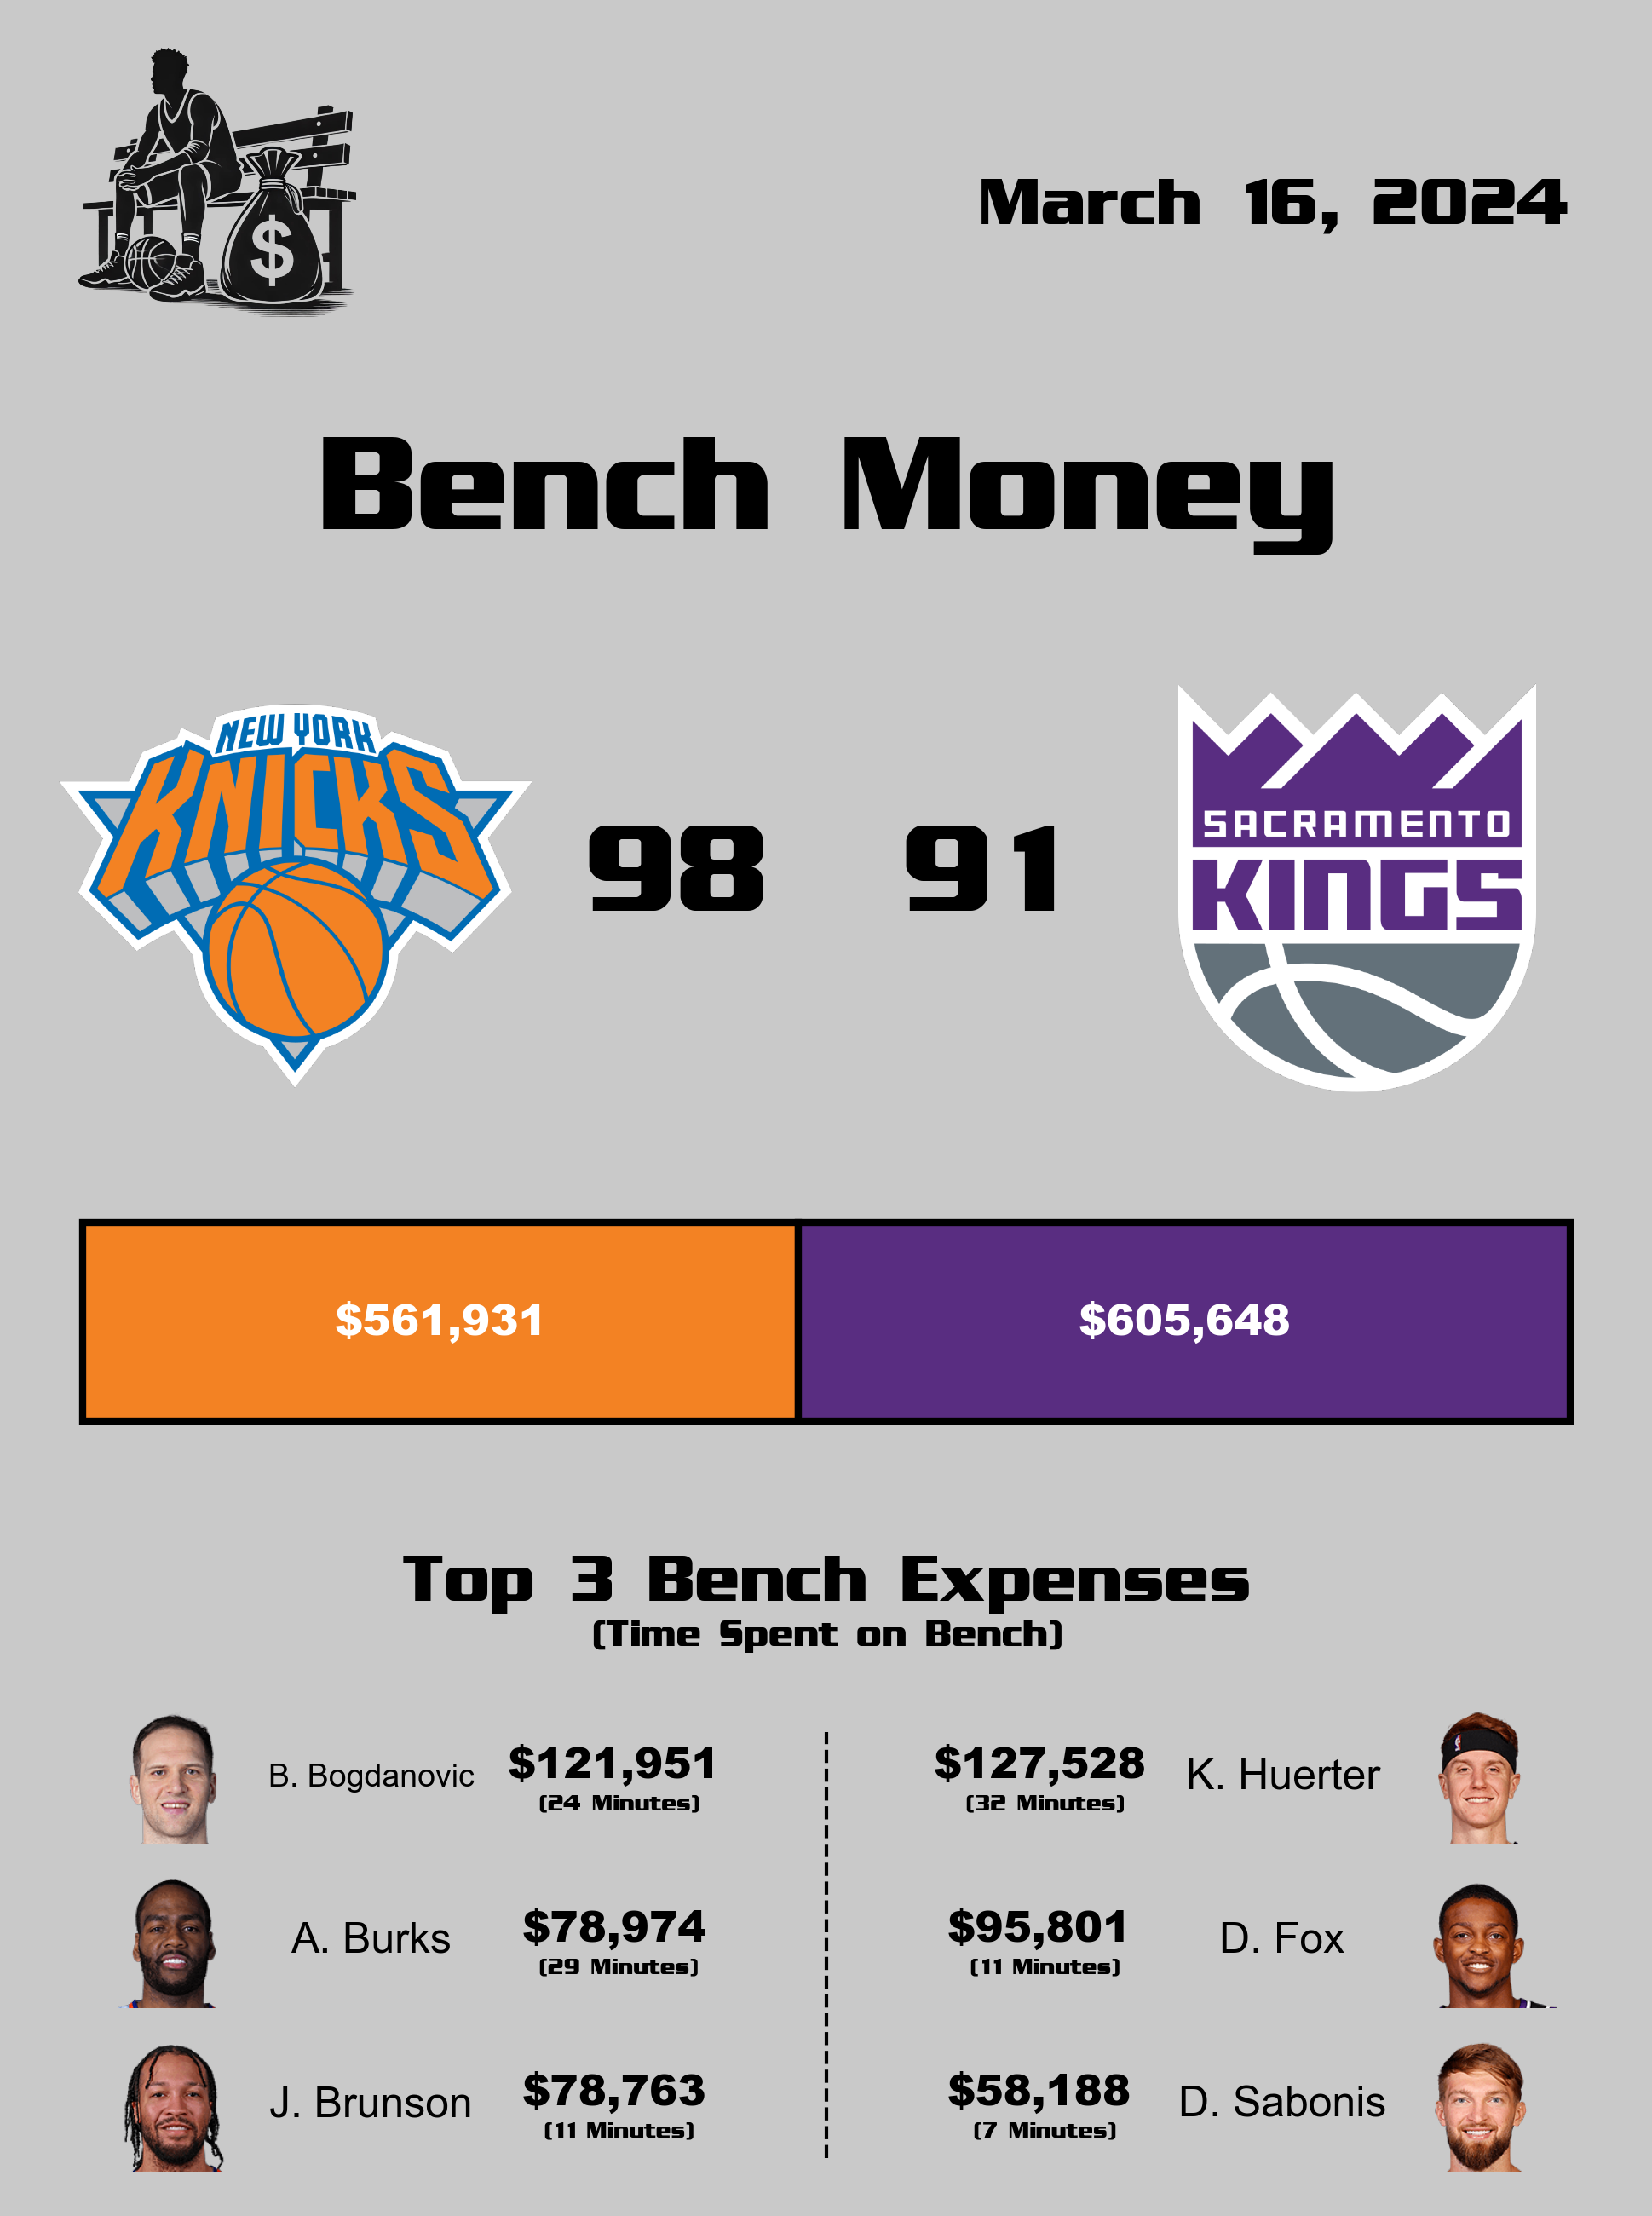 $
March 16, 2024
Bench Money
NEW YORK
KNICKS
98 91
SACRAMENTO
KINGS
$561,931 $605,648
Top 3 Bench Expenses
(Time Spent on Bench)
B. Bogdanovic $121,951 $127,528 K. Huerter
(24 Minutes) (32 Minutes)
A. Burks $78,974 $95,801 D. Fox
(29 Minutes) (11 Minutes)
J. Brunson $78,763 $58,188 D. Sabonis
(11 Minutes) (7 Minutes)